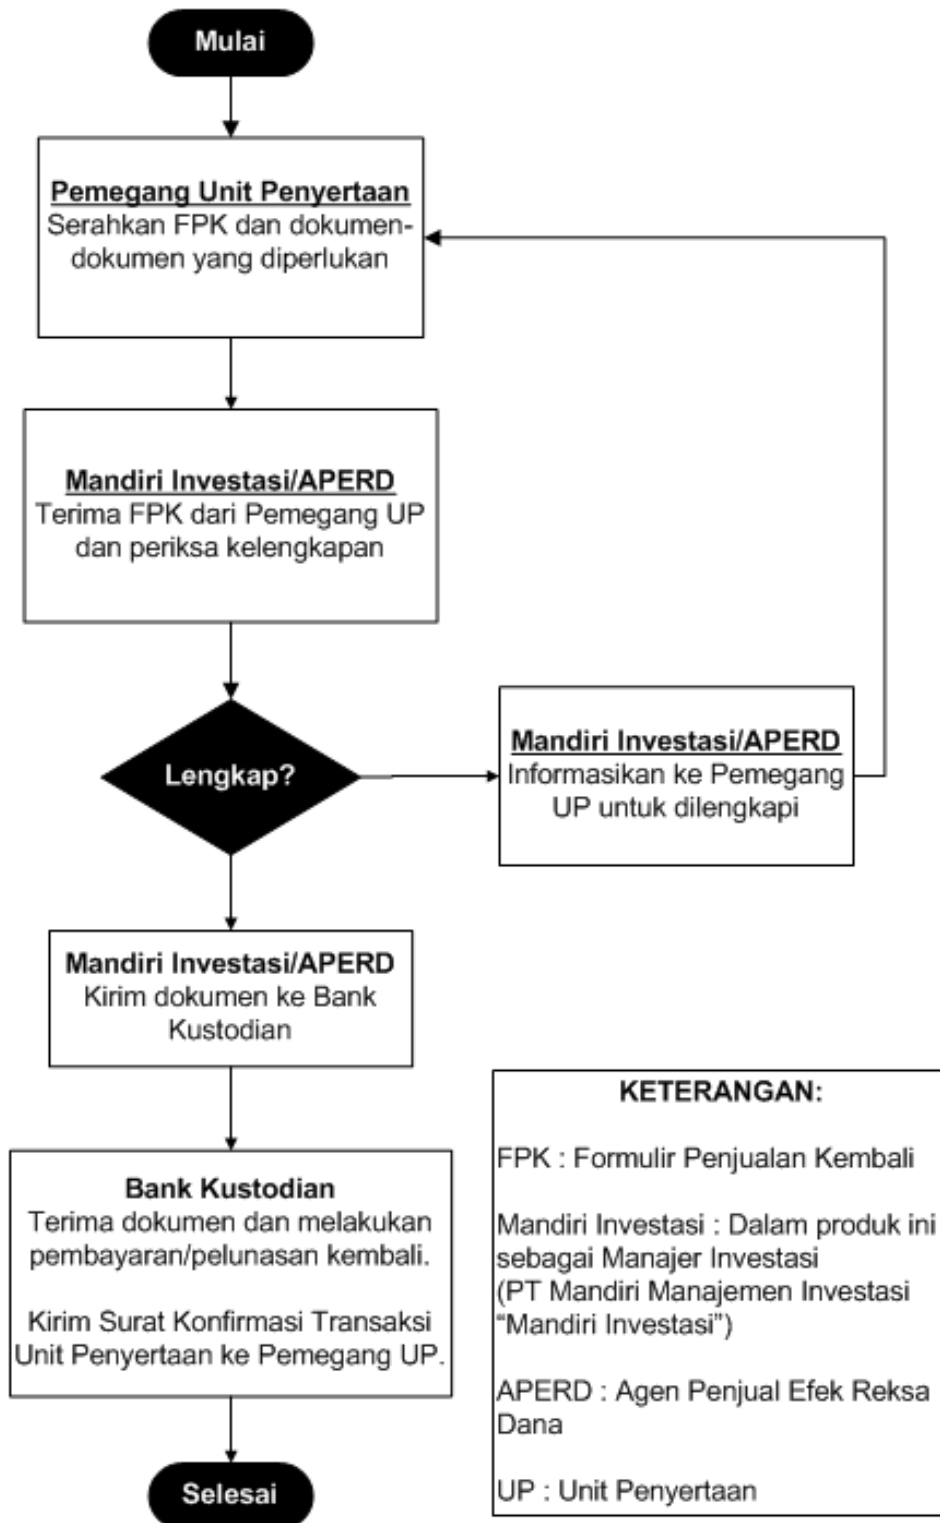 Mulai
Pemegang Unit Penyertaan
Serahkan FPK dan dokumen-
dokumen yang diperlukan
Mandiri Investasi/APERD
Terima FPK dari Pemegang UP
dan periksa kelengkapan
Lengkap?
Mandiri Investasi/APERD
Informasikan ke Pemegang
UP untuk dilengkapi
Mandiri Investasi/APERD
Kirim dokumen ke Bank
Kustodian
Bank Kustodian
Terima dokumen dan melakukan
pembayaran/pelunasan kembali.
Kirim Surat Konfirmasi Transaksi
Unit Penyertaan ke Pemegang UP.
Selesai
KETERANGAN:
FPK : Formulir Penjualan Kembali
Mandiri Investasi : Dalam produk ini
sebagai Manajer Investasi
(PT Mandiri Manajemen Investasi
“Mandiri Investasi”)
APERD : Agen Penjual Efek Reksa
Dana
UP : Unit Penyertaan